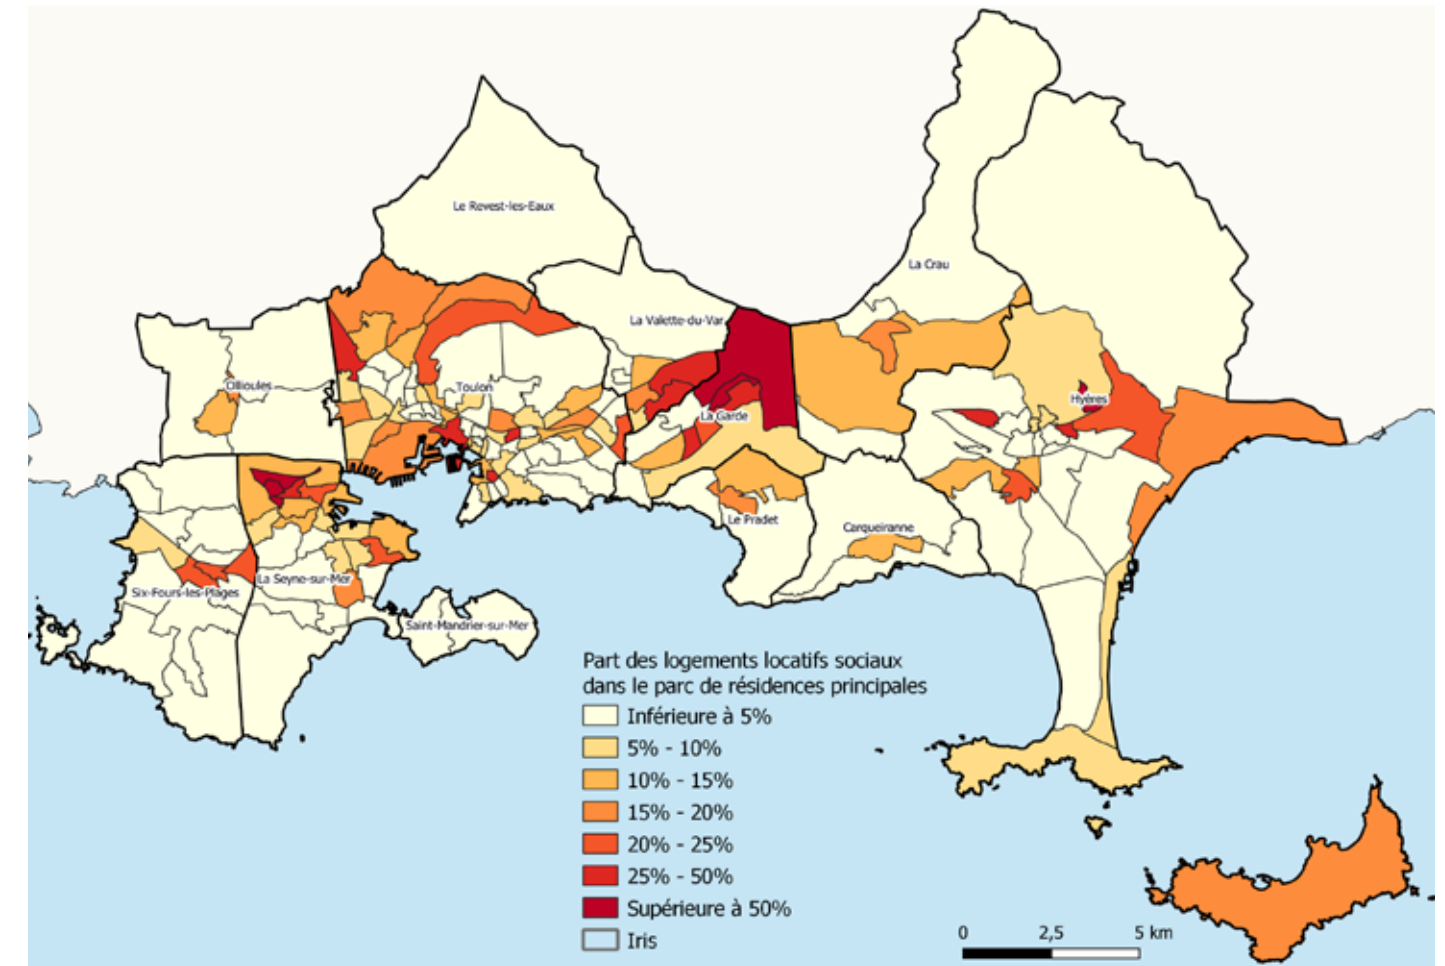 Le Revest-les-Eaux
La Crau
La Valette-du-Var
Ollioules
Toulon
Hyères
La Garde
Le Pradet
Carqueiranne
La Seyne-sur-Mer
Six-Fours-les-Plages
Saint-Mandrier-sur-Mer
Part des logements locatifs sociaux
dans le parc de résidences principales
Inférieure à 5%
5% - 10%
10% - 15%
15% - 20%
20% - 25%
25% - 50%
Supérieure à 50%
Iris
0 2,5 5 km